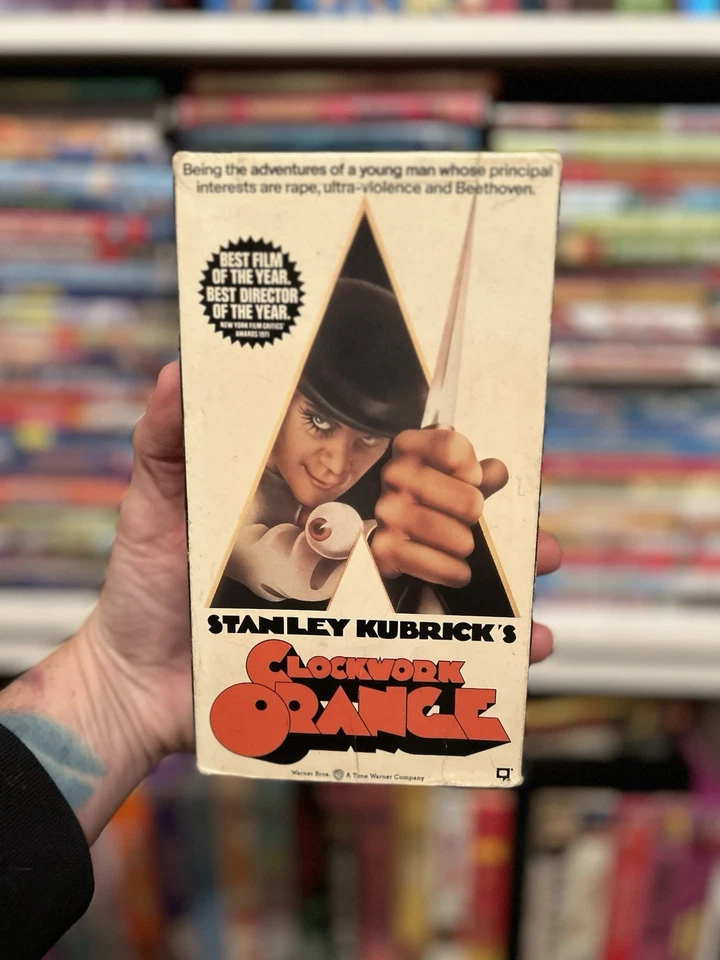 Being the adventures of a young man whose principal
interests are rape, ultra-violence and Beethoven.
BEST FILM
OF THE YEAR.
BEST DIRECTOR
OF THE YEAR.
NEW YORK FILM CRITICS'
AWARDS 1971
STANLEY KUBRICK'S
CLOCKWORK
ORANGE
Warner Bros. A Time Warner Company